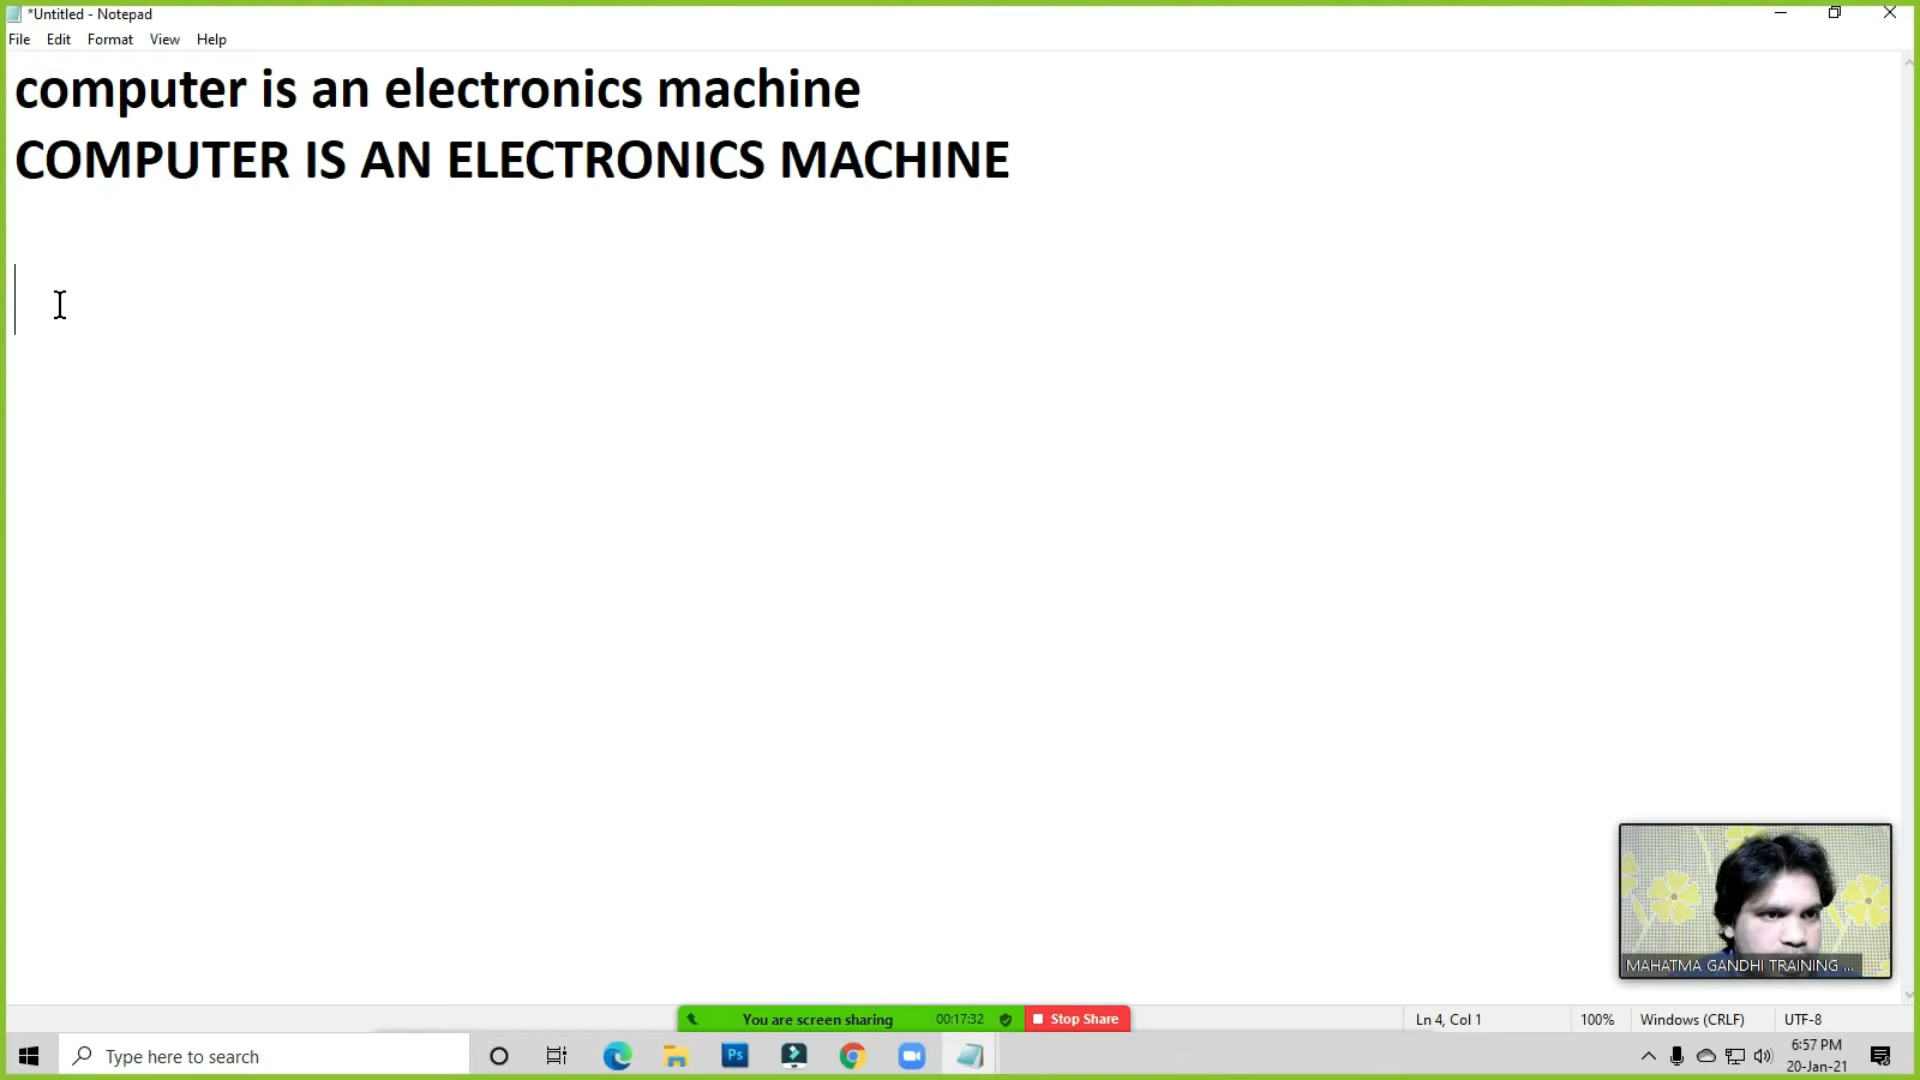 *Untitled - Notepad
File Edit Format View Help
computer is an electronics machine
COMPUTER IS AN ELECTRONICS MACHINE
MAHATMA GANDHI TRAINING ...
You are screen sharing 00:17:32 Stop Share
Ln 4, Col 1 100% Windows (CRLF) UTF-8
Type here to search
Ps
6:57 PM
20-Jan-21